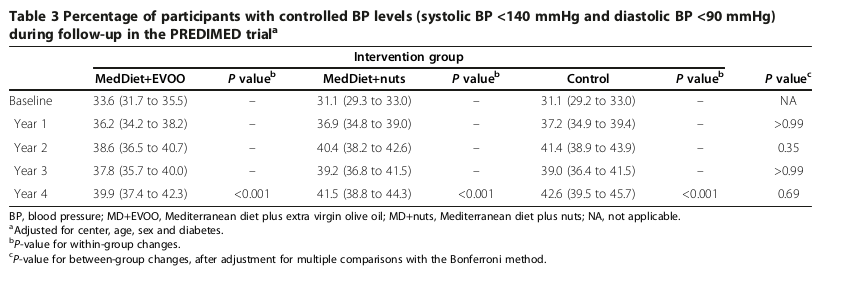 Table 3 Percentage of participants with controlled BP levels (systolic BP <140 mmHg and diastolic BP <90 mmHg)
during follow-up in the PREDIMED trialᵃ
Intervention group
MedDiet+EVOO P valueᵇ MedDiet+nuts P valueᵇ Control P valueᵇ P valueᶜ
Baseline 33.6 (31.7 to 35.5) – 31.1 (29.3 to 33.0) – 31.1 (29.2 to 33.0) – NA
Year 1 36.2 (34.2 to 38.2) – 36.9 (34.8 to 39.0) – 37.2 (34.9 to 39.4) – >0.99
Year 2 38.6 (36.5 to 40.7) – 40.4 (38.2 to 42.6) – 41.4 (38.9 to 43.9) – 0.35
Year 3 37.8 (35.7 to 40.0) – 39.2 (36.8 to 41.5) – 39.0 (36.4 to 41.5) – >0.99
Year 4 39.9 (37.4 to 42.3) <0.001 41.5 (38.8 to 44.3) <0.001 42.6 (39.5 to 45.7) <0.001 0.69
BP, blood pressure; MD+EVOO, Mediterranean diet plus extra virgin olive oil; MD+nuts, Mediterranean diet plus nuts; NA, not applicable.
ᵃAdjusted for center, age, sex and diabetes.
ᵇP-value for within-group changes.
ᶜP-value for between-group changes, after adjustment for multiple comparisons with the Bonferroni method.